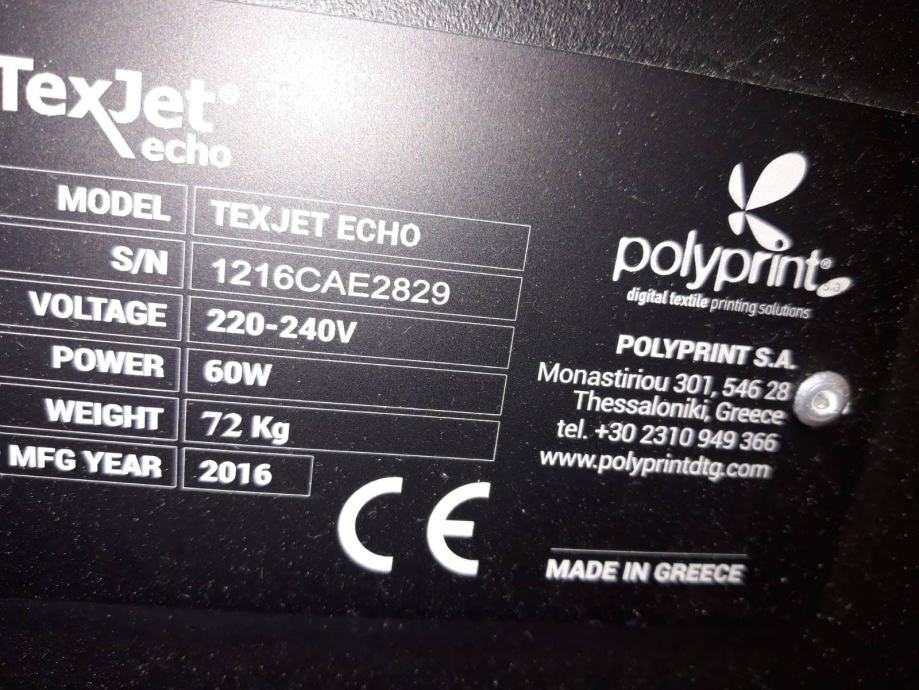 TexJet®
echo
MODEL TEXJET ECHO
S/N 1216CAE2829
VOLTAGE 220-240V
POWER 60W
WEIGHT 72 Kg
MFG YEAR 2016
CE
polyprint®
s.a
digital textile printing solutions
POLYPRINT S.A.
Monastiriou 301, 546 28
Thessaloniki, Greece
tel. +30 2310 949 366
www.polyprintdtg.com
MADE IN GREECE